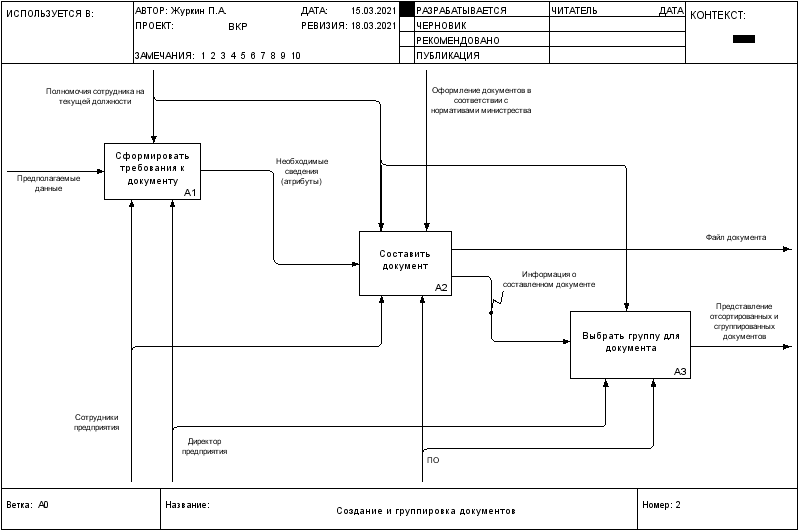 ИСПОЛЬЗУЕТСЯ В:
АВТОР: Журкин П.А.
ДАТА: 15.03.2021
ПРОЕКТ: ВКР
РЕВИЗИЯ: 18.03.2021
ЗАМЕЧАНИЯ: 1 2 3 4 5 6 7 8 9 10
РАЗРАБАТЫВАЕТСЯ
ЧЕРНОВИК
РЕКОМЕНДОВАНО
ПУБЛИКАЦИЯ
ЧИТАТЕЛЬ ДАТА
КОНТЕКСТ:
Полномочия сотрудника на
текущей должности
Оформление документов в
соответствии с
нормативами министрества
Предполагаемые
данные
Сформировать
требования к
документу
A1
Необходимые
сведения
(атрибуты)
Составить
документ
A2
Файл документа
Информация о
составленном документе
Выбрать группу для
документа
A3
Представление
отсортированных и
сгруппированных
документов
Сотрудники
предприятия
Директор
предприятия
ПО
Ветка: A0
Название:
Создание и группировка документов
Номер: 2